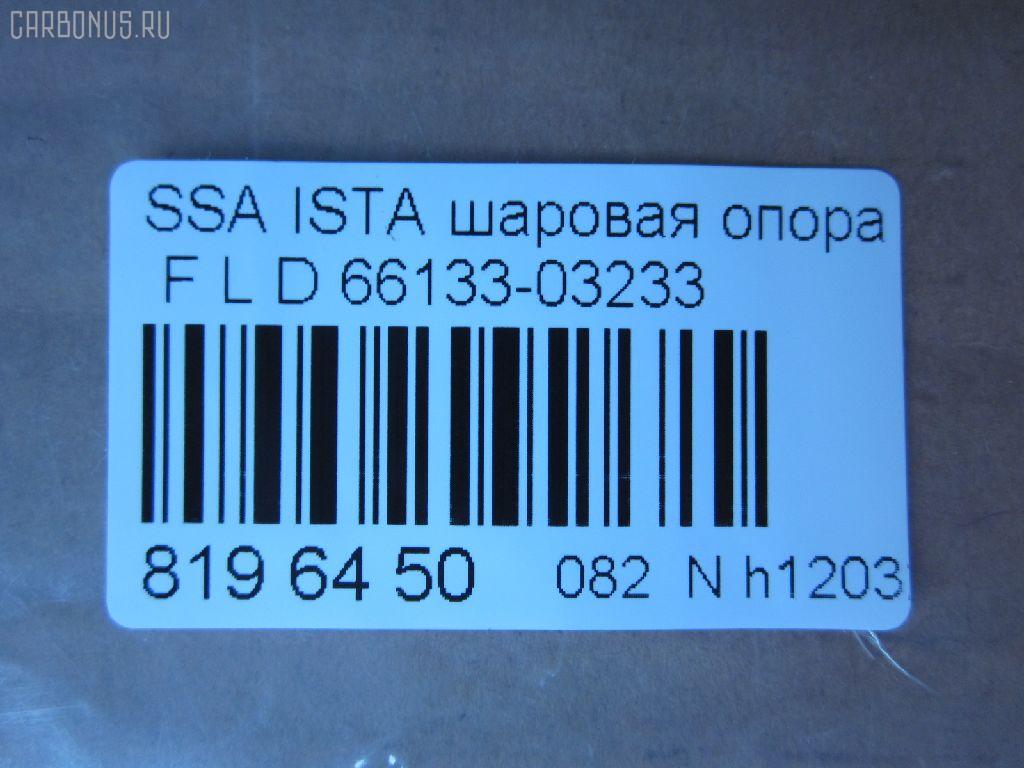 CARBONUS.RU
SSA ISTA шаровая опора
F L D 66133-03233
819 64 50 082 N h1203